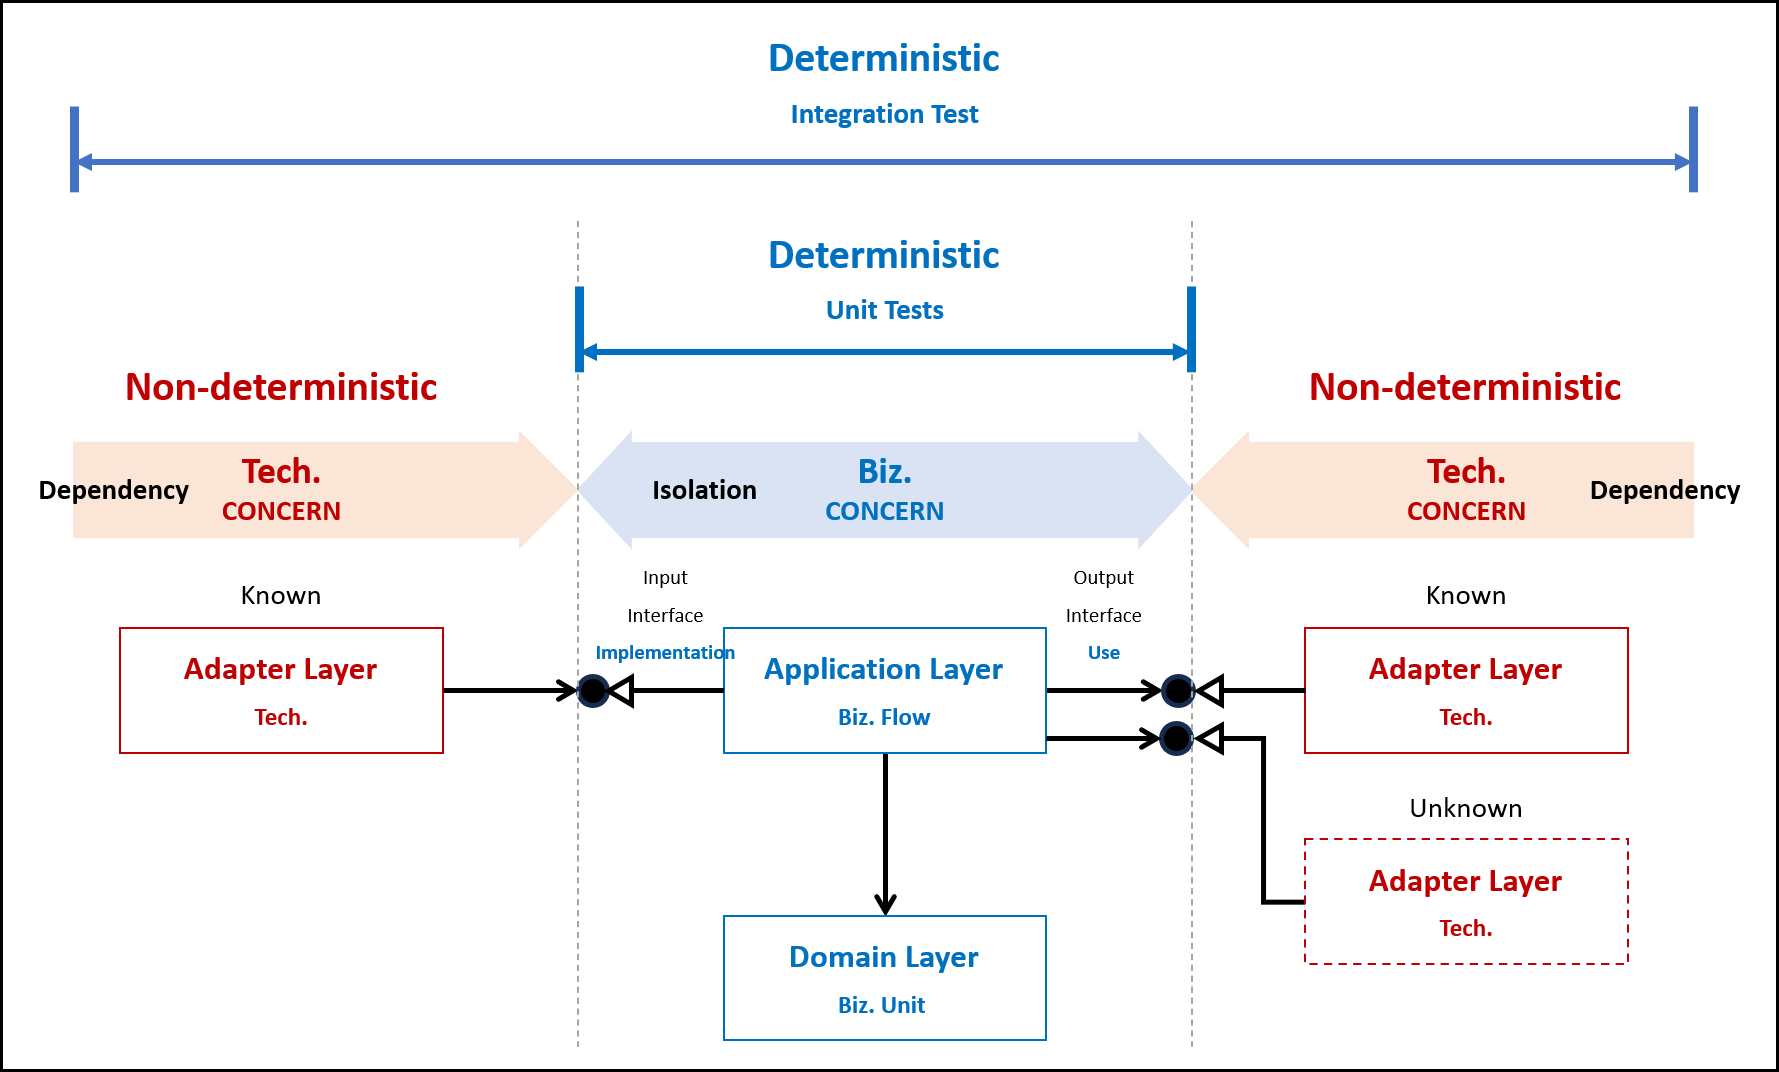 Deterministic
Integration Test
Deterministic
Unit Tests
Non-deterministic
Non-deterministic
Dependency
Tech.
CONCERN
Isolation
Biz.
CONCERN
Tech.
CONCERN
Dependency
Known
Input
Interface
Implementation
Output
Interface
Use
Known
Adapter Layer
Tech.
Application Layer
Biz. Flow
Adapter Layer
Tech.
Unknown
Adapter Layer
Tech.
Domain Layer
Biz. Unit